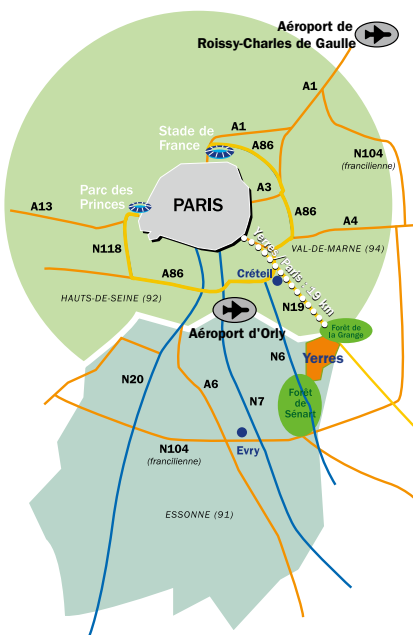 Aéroport de
Roissy-Charles de Gaulle
A1
Stade de
France
A1
A86
N104
(francilienne)
Parc des
Princes
A3
PARIS
A13
A86
A4
N118
VAL-DE-MARNE (94)
Yerres/Paris : 19 km
A86
Créteil
HAUTS-DE-SEINE (92)
N19
Aéroport d'Orly
Forêt de
la Grange
N6
Yerres
N20
A6
N7
Forêt
de
Sénart
N104
(francilienne)
Evry
ESSONNE (91)